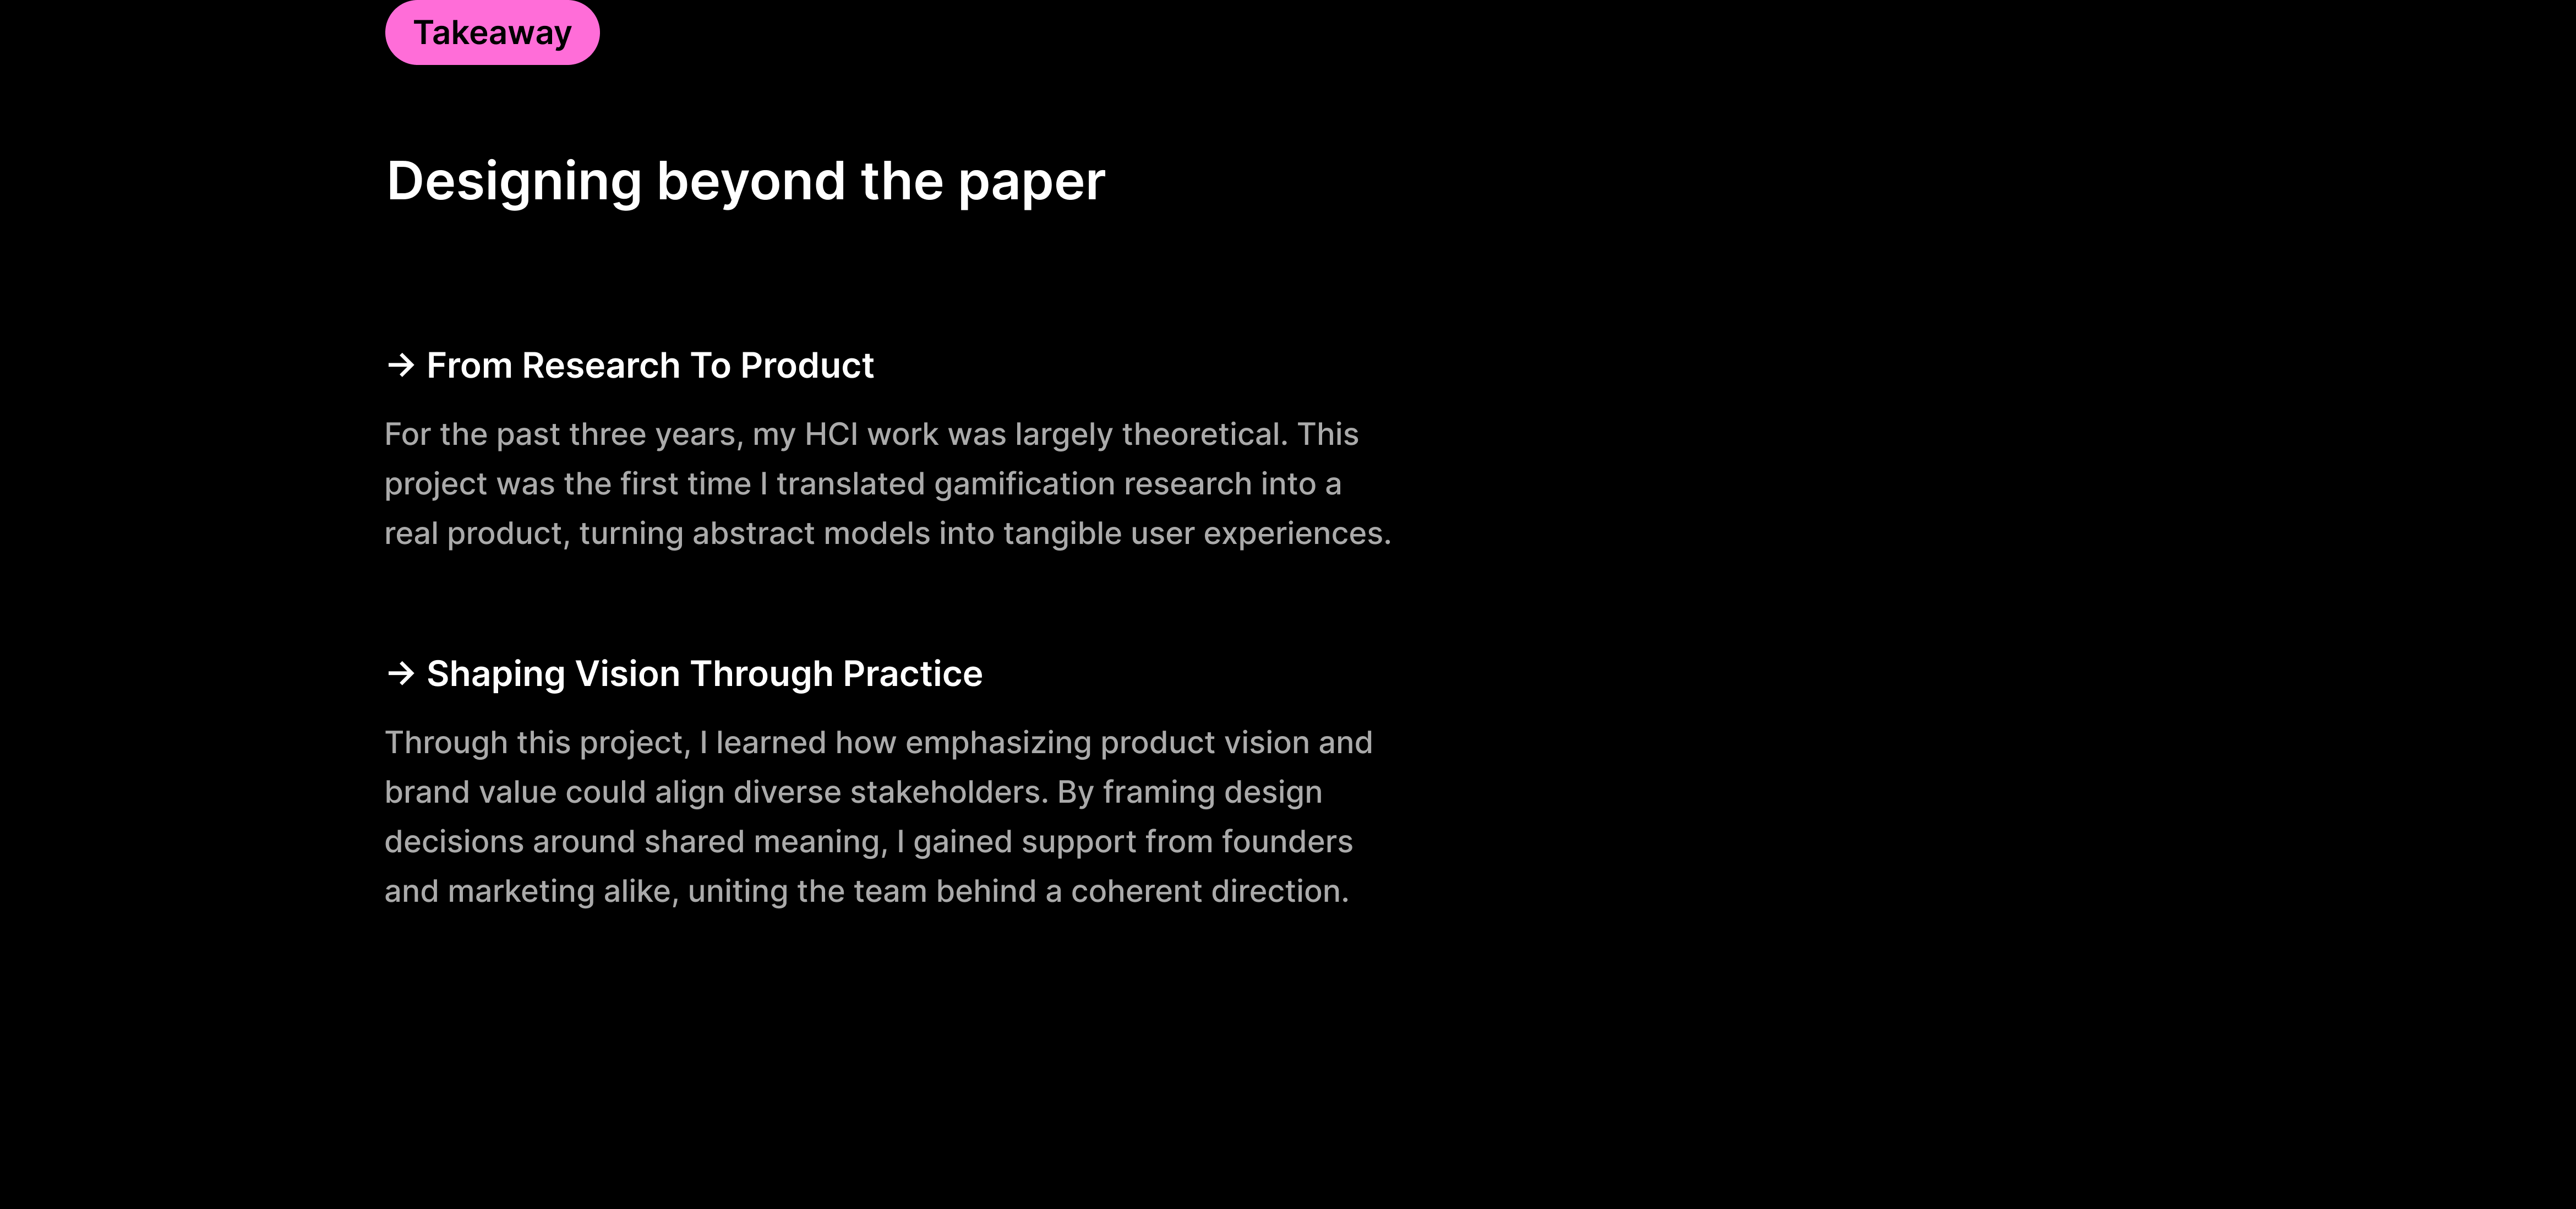 Takeaway
Designing beyond the paper
→ From Research To Product
For the past three years, my HCI work was largely theoretical. This
project was the first time I translated gamification research into a
real product, turning abstract models into tangible user experiences.
→ Shaping Vision Through Practice
Through this project, I learned how emphasizing product vision and
brand value could align diverse stakeholders. By framing design
decisions around shared meaning, I gained support from founders
and marketing alike, uniting the team behind a coherent direction.